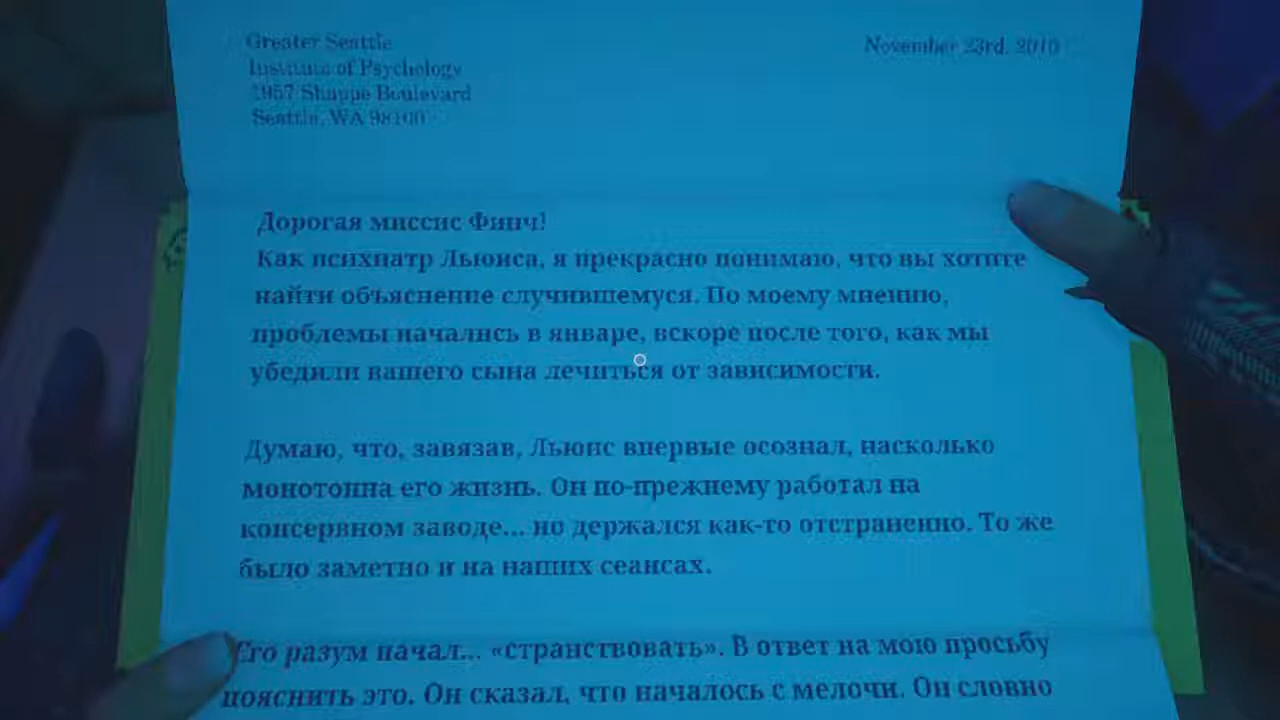 Greater Seattle
November 23rd, 2010
Institute of Psychology
1957 Shuppe Boulevard
Seattle, WA 98100
Дорогая миссис Финч!
Как психиатр Льюиса, я прекрасно понимаю, что вы хотите
найти объяснение случившемуся. По моему мнению,
проблемы начались в январе, вскоре после того, как мы
убедили вашего сына лечиться от зависимости.
Думаю, что, завязав, Льюис впервые осознал, насколько
монотонна его жизнь. Он по-прежнему работал на
консервном заводе... но держался как-то отстраненно. То же
было заметно и на наших сеансах.
Его разум начал... «странствовать». В ответ на мою просьбу
пояснить это. Он сказал, что началось с мелочи. Он словно